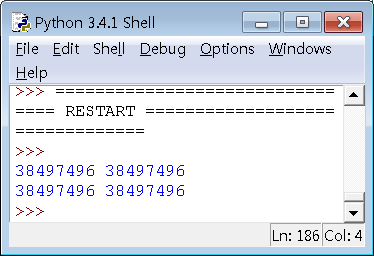 Python 3.4.1 Shell
File Edit Shell Debug Options Windows
Help
>>> ============================
==== RESTART ===================
=============
>>>
38497496 38497496
38497496 38497496
>>>
Ln: 186 Col: 4